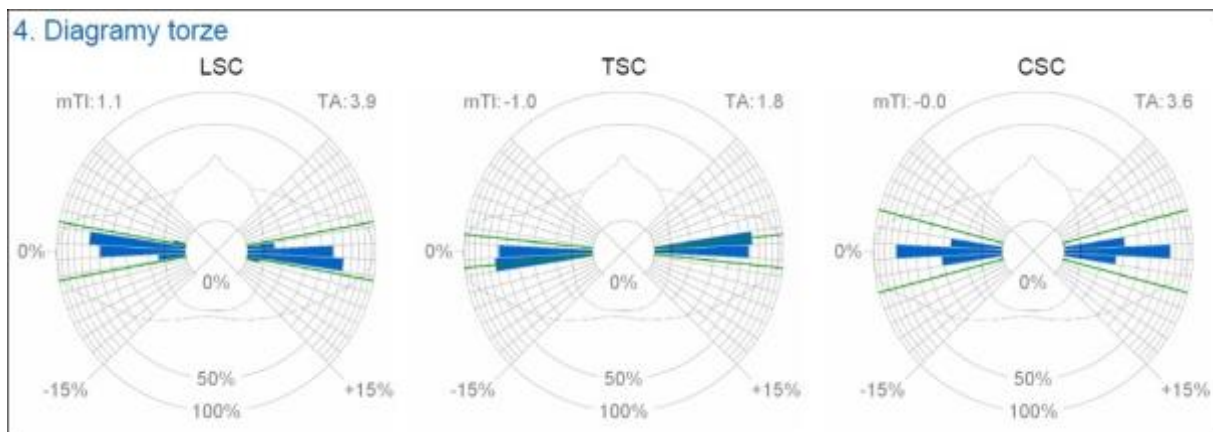 4. Diagramy torze
LSC
mTI:1.1
TA:3.9
0%
0%
-15%
50%
+15%
100%
TSC
mTI:-1.0
TA:1.8
0%
0%
-15%
50%
+15%
100%
CSC
mTI:-0.0
TA:3.6
0%
0%
-15%
50%
+15%
100%